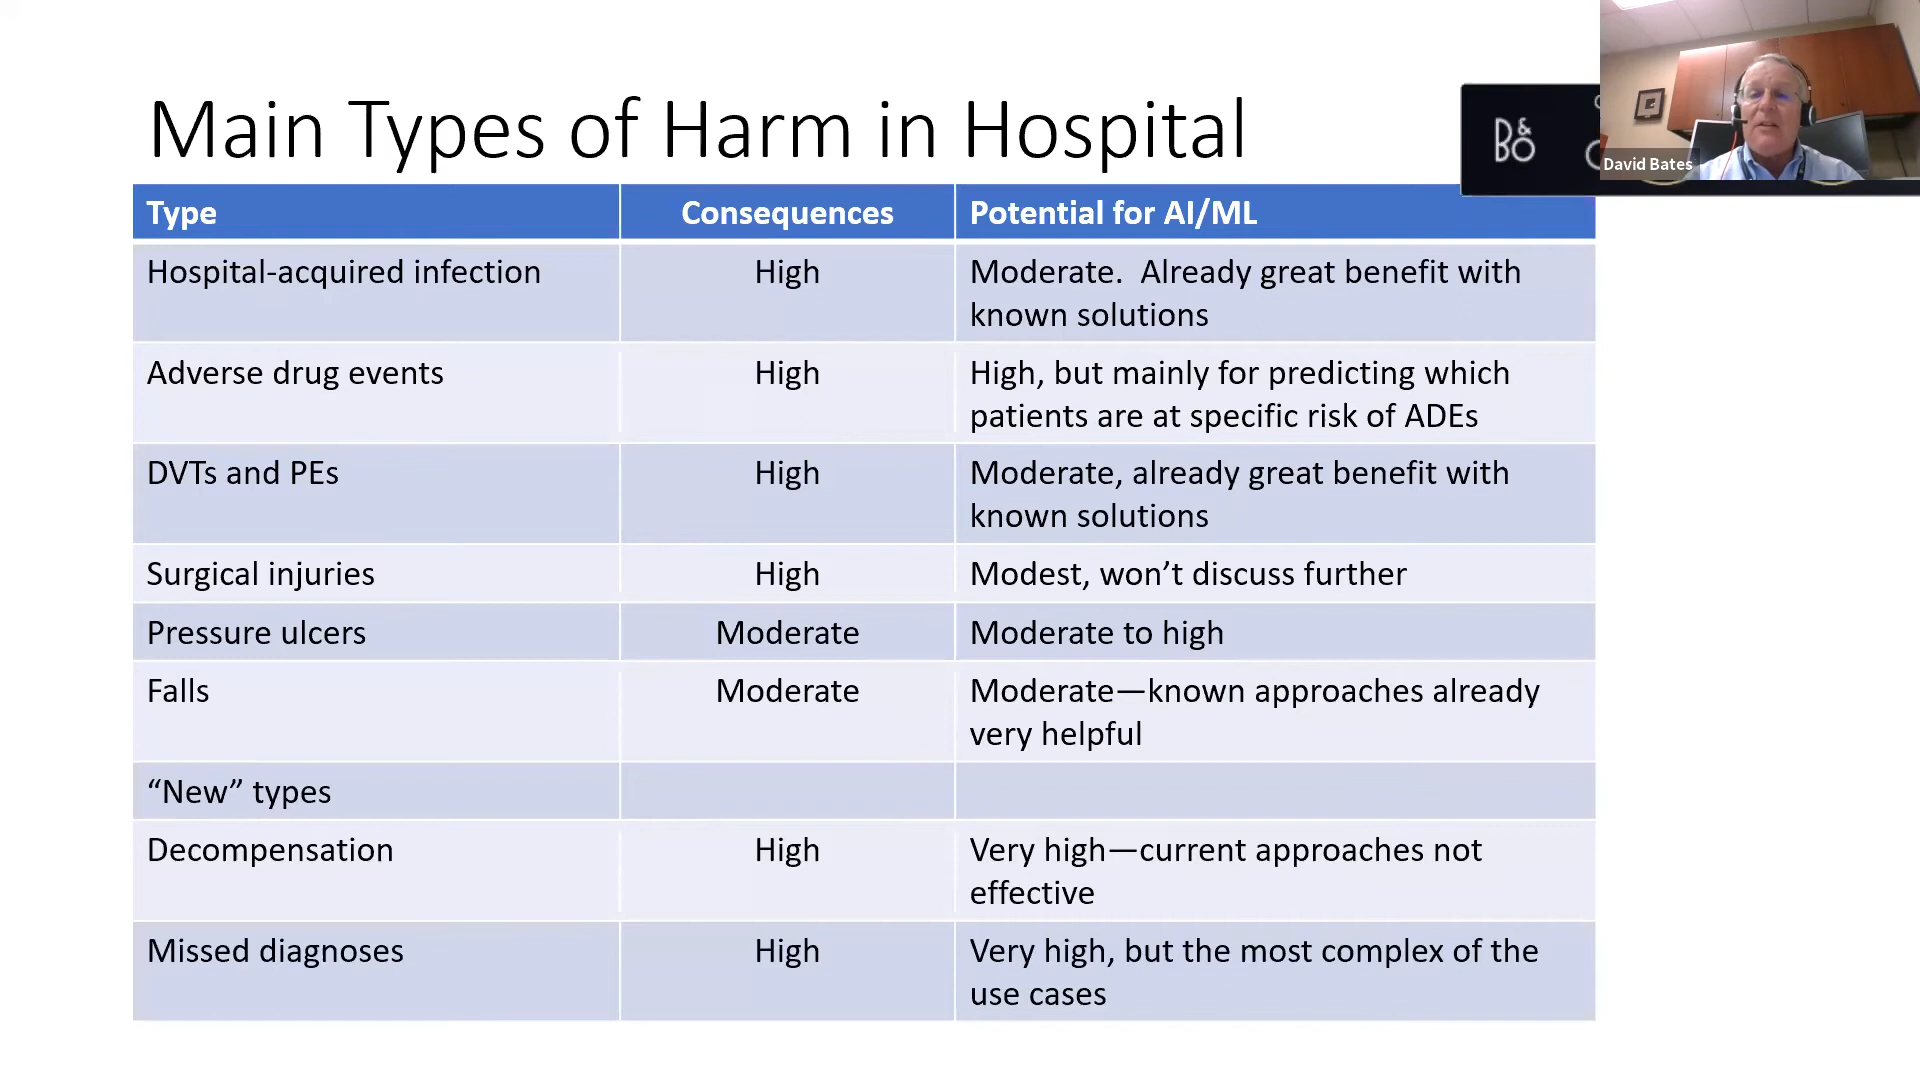 Main Types of Harm in Hospital
B&O
David Bates
Type Consequences Potential for AI/ML
Hospital-acquired infection High Moderate.  Already great benefit with
known solutions
Adverse drug events High High, but mainly for predicting which
patients are at specific risk of ADEs
DVTs and PEs High Moderate, already great benefit with
known solutions
Surgical injuries High Modest, won’t discuss further
Pressure ulcers Moderate Moderate to high
Falls Moderate Moderate—known approaches already
very helpful
“New” types
Decompensation High Very high—current approaches not
effective
Missed diagnoses High Very high, but the most complex of the
use cases